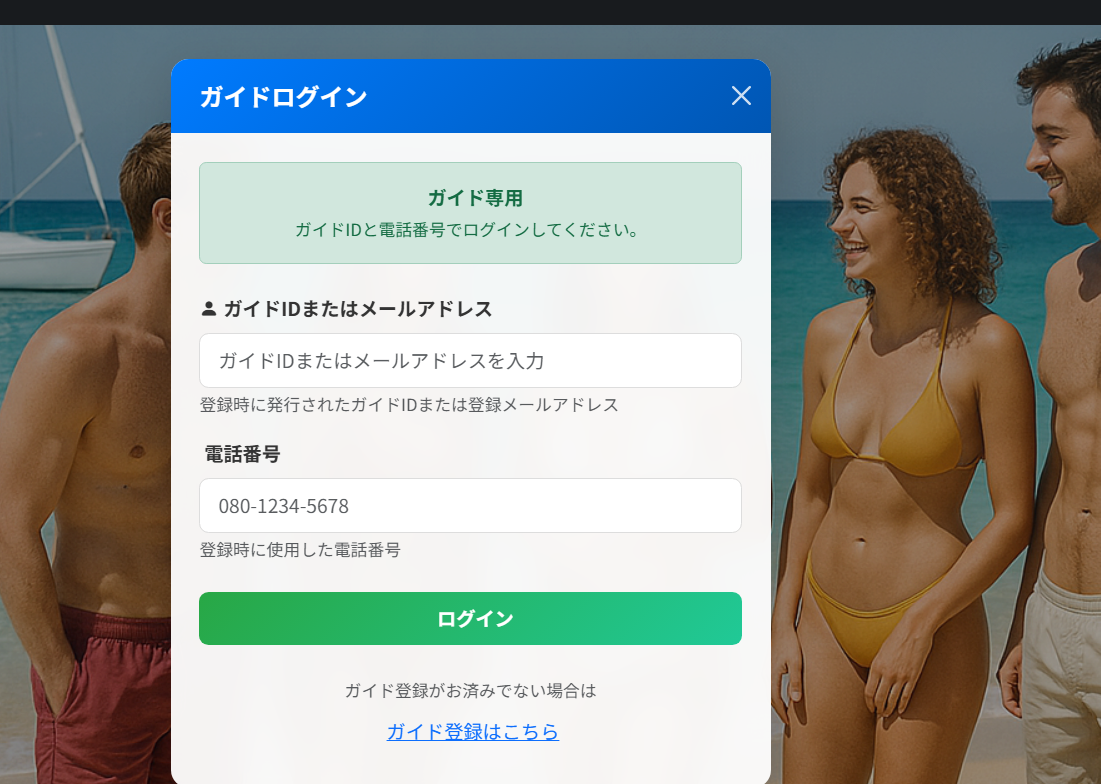 ガイドログイン
ガイド専用
ガイドIDと電話番号でログインしてください。
ガイドIDまたはメールアドレス
ガイドIDまたはメールアドレスを入力
登録時に発行されたガイドIDまたは登録メールアドレス
電話番号
080-1234-5678
登録時に使用した電話番号
ログイン
ガイド登録がお済みでない場合は
ガイド登録はこちら